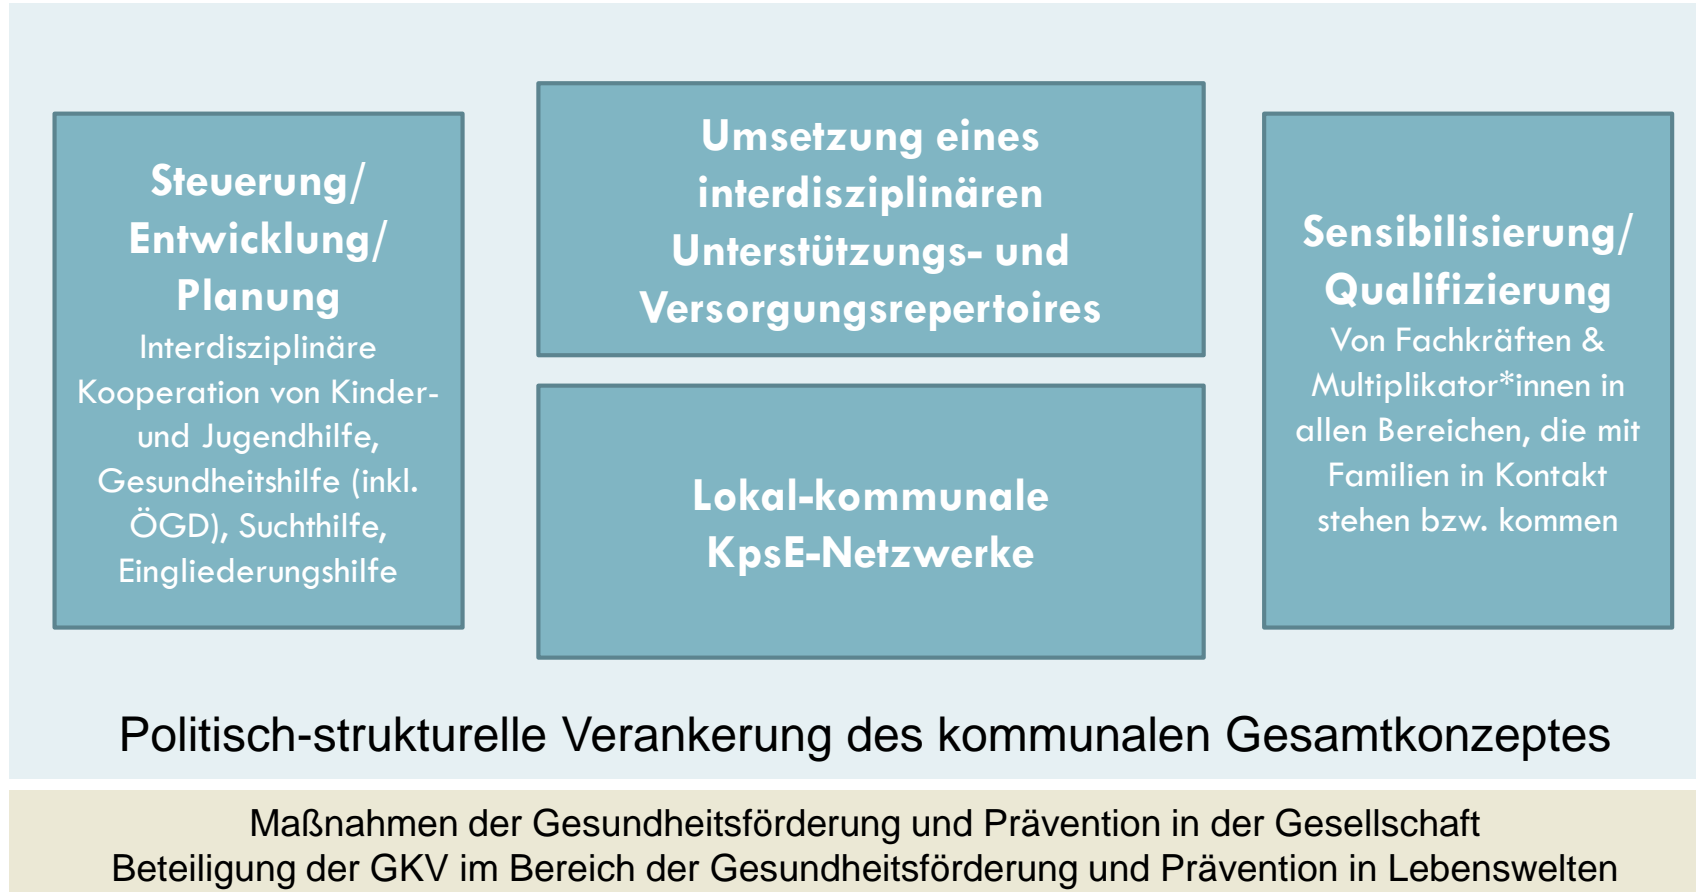 Steuerung/
Entwicklung/
Planung
Interdisziplinäre
Kooperation von Kinder-
und Jugendhilfe,
Gesundheitshilfe (inkl.
ÖGD), Suchthilfe,
Eingliederungshilfe
Umsetzung eines
interdisziplinären
Unterstützungs- und
Versorgungsrepertoires
Lokal-kommunale
KpsE-Netzwerke
Sensibilisierung/
Qualifizierung
Von Fachkräften &
Multiplikator*innen in
allen Bereichen, die mit
Familien in Kontakt
stehen bzw. kommen
Politisch-strukturelle Verankerung des kommunalen Gesamtkonzeptes
Maßnahmen der Gesundheitsförderung und Prävention in der Gesellschaft
Beteiligung der GKV im Bereich der Gesundheitsförderung und Prävention in Lebenswelten